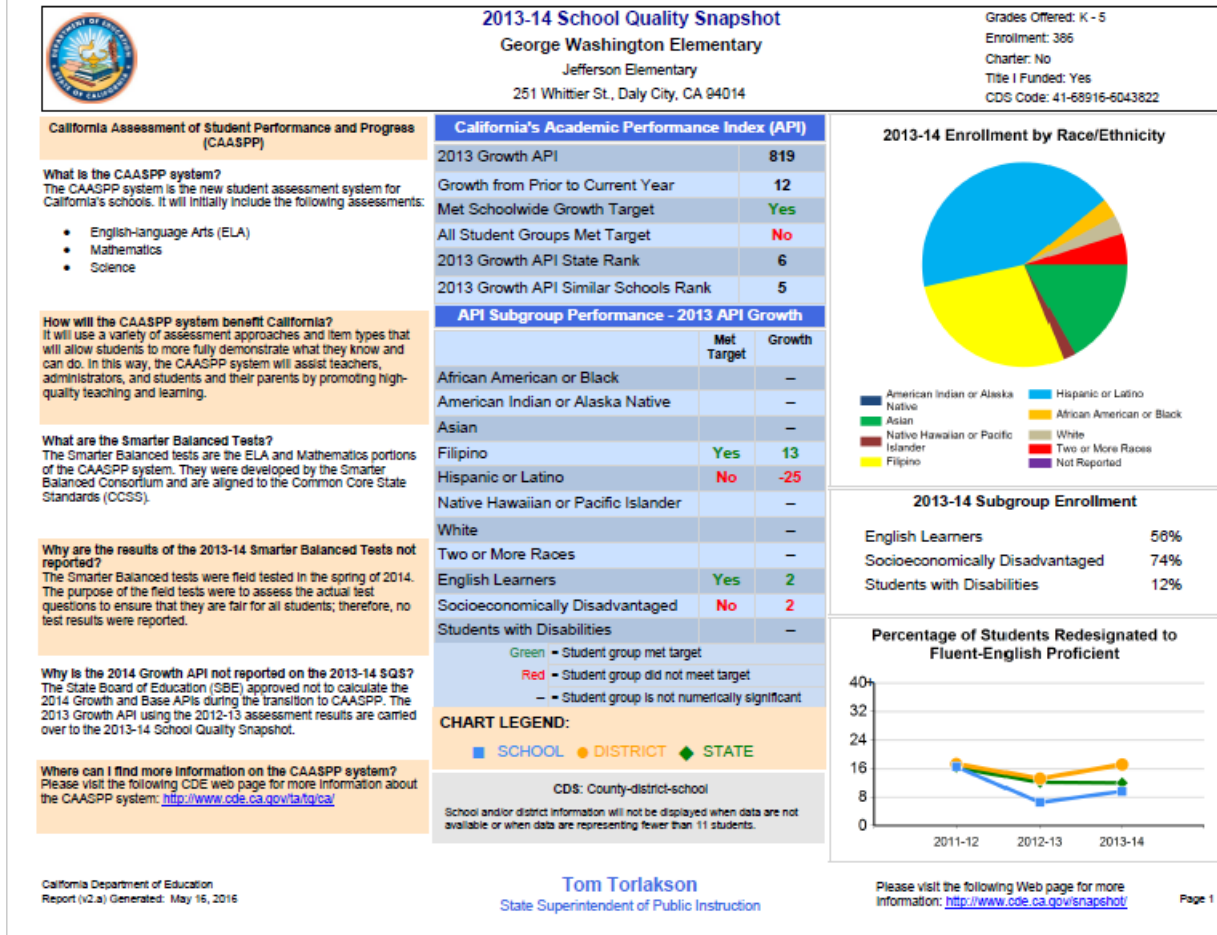 2013-14 School Quality Snapshot
George Washington Elementary
Jefferson Elementary
251 Whittier St., Daly City, CA 94014
Grades Offered: K - 5
Enrollment: 386
Charter: No
Title I Funded: Yes
CDS Code: 41-68916-6043822
DEPARTMENT OF EDUCATION
STATE OF CALIFORNIA
California Assessment of Student Performance and Progress
(CAASPP)
What is the CAASPP system?
The CAASPP system is the new student assessment system for
California's schools. It will initially include the following assessments:
• English-language Arts (ELA)
• Mathematics
• Science
How will the CAASPP system benefit California?
It will use a variety of assessment approaches and item types that
will allow students to more fully demonstrate what they know and
can do. In this way, the CAASPP system will assist teachers,
administrators, and students and their parents by promoting high-
quality teaching and learning.
What are the Smarter Balanced Tests?
The Smarter Balanced tests are the ELA and Mathematics portions
of the CAASPP system. They were developed by the Smarter
Balanced Consortium and are aligned to the Common Core State
Standards (CCSS).
Why are the results of the 2013-14 Smarter Balanced Tests not
reported?
The Smarter Balanced tests were field tested in the spring of 2014.
The purpose of the field tests were to assess the actual test
questions to ensure that they are fair for all students; therefore, no
test results were reported.
Why is the 2014 Growth API not reported on the 2013-14 SQS?
The State Board of Education (SBE) approved not to calculate the
2014 Growth and Base APIs during the transition to CAASPP. The
2013 Growth API using the 2012-13 assessment results are carried
over to the 2013-14 School Quality Snapshot.
Where can I find more information on the CAASPP system?
Please visit the following CDE web page for more information about
the CAASPP system: http://www.cde.ca.gov/ta/tg/ca/
California's Academic Performance Index (API)
2013 Growth API 819
Growth from Prior to Current Year 12
Met Schoolwide Growth Target Yes
All Student Groups Met Target No
2013 Growth API State Rank 6
2013 Growth API Similar Schools Rank 5
API Subgroup Performance - 2013 API Growth
Met Target Growth
African American or Black –
American Indian or Alaska Native –
Asian –
Filipino Yes 13
Hispanic or Latino No -25
Native Hawaiian or Pacific Islander –
White –
Two or More Races –
English Learners Yes 2
Socioeconomically Disadvantaged No 2
Students with Disabilities –
Green = Student group met target
Red = Student group did not meet target
– = Student group is not numerically significant
CHART LEGEND:
SCHOOL DISTRICT STATE
CDS: County-district-school
School and/or district information will not be displayed when data are not
available or when data are representing fewer than 11 students.
2013-14 Enrollment by Race/Ethnicity
American Indian or Alaska
Native
Asian
Native Hawaiian or Pacific
Islander
Filipino
Hispanic or Latino
African American or Black
White
Two or More Races
Not Reported
2013-14 Subgroup Enrollment
English Learners 56%
Socioeconomically Disadvantaged 74%
Students with Disabilities 12%
Percentage of Students Redesignated to
Fluent-English Proficient
40+
32
24
16
8
0
2011-12 2012-13 2013-14
California Department of Education
Report (v2.a) Generated: May 16, 2016
Tom Torlakson
State Superintendent of Public Instruction
Please visit the following Web page for more
information: http://www.cde.ca.gov/snapshot/
Page 1